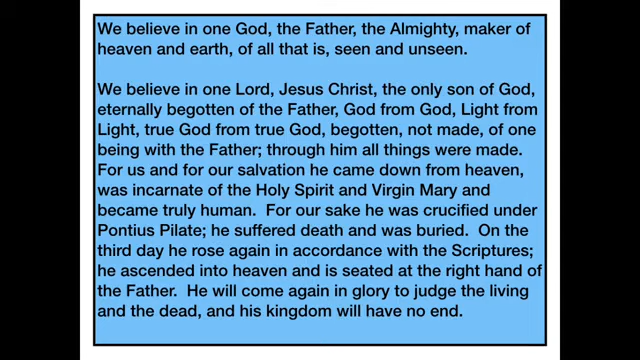 We believe in one God, the Father, the Almighty, maker of
heaven and earth, of all that is, seen and unseen.
We believe in one Lord, Jesus Christ, the only son of God,
eternally begotten of the Father, God from God, Light from
Light, true God from true God, begotten, not made, of one
being with the Father; through him all things were made.
For us and for our salvation he came down from heaven,
was incarnate of the Holy Spirit and Virgin Mary and
became truly human.  For our sake he was crucified under
Pontius Pilate; he suffered death and was buried.  On the
third day he rose again in accordance with the Scriptures;
he ascended into heaven and is seated at the right hand of
the Father.  He will come again in glory to judge the living
and the dead, and his kingdom will have no end.